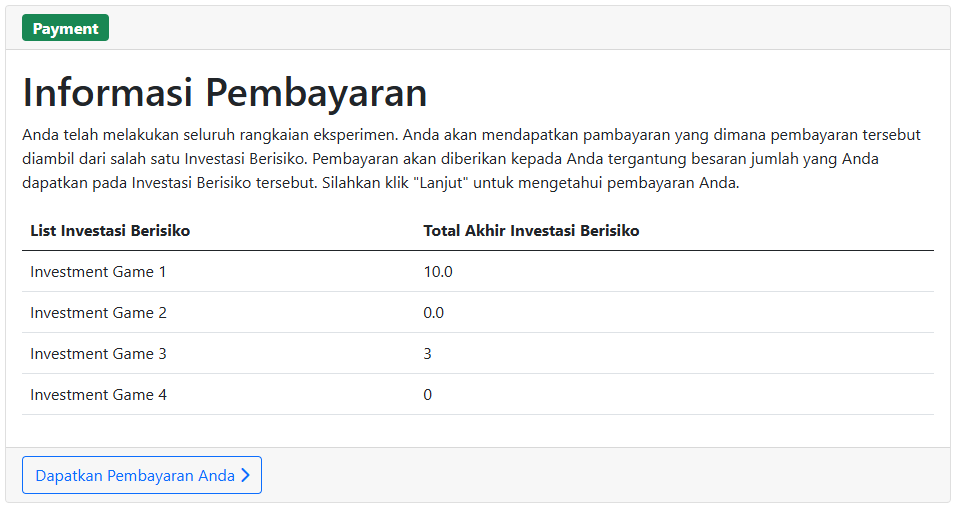 Payment
Informasi Pembayaran
Anda telah melakukan seluruh rangkaian eksperimen. Anda akan mendapatkan pambayaran yang dimana pembayaran tersebut
diambil dari salah satu Investasi Berisiko. Pembayaran akan diberikan kepada Anda tergantung besaran jumlah yang Anda
dapatkan pada Investasi Berisiko tersebut. Silahkan klik "Lanjut" untuk mengetahui pembayaran Anda.
List Investasi Berisiko Total Akhir Investasi Berisiko
Investment Game 1 10.0
Investment Game 2 0.0
Investment Game 3 3
Investment Game 4 0
Dapatkan Pembayaran Anda